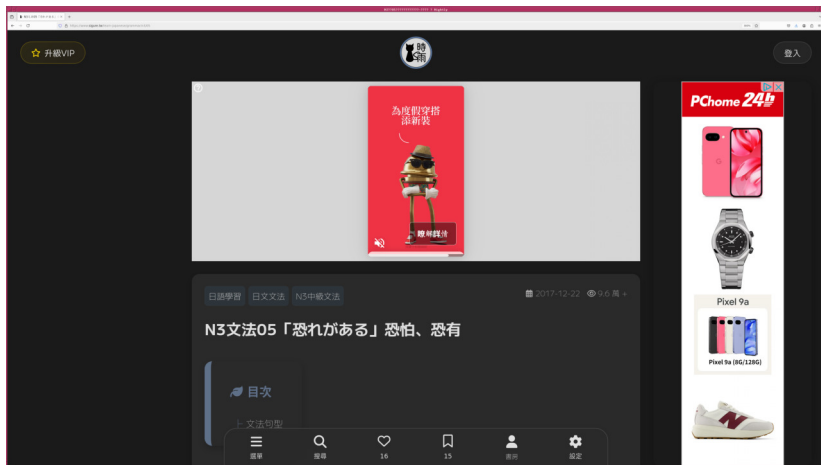 升級VIP
時雨
登入
為度假穿搭
添新裝
瞭解詳情
PChome 24h
Pixel 9a
Pixel 9a (8G/128G)
日語學習 日文文法 N3中級文法
2017-12-22 9.6 萬+
N3文法05「恐れがある」恐怕、恐有
目次
文法句型
選單 搜尋 16 15 設定